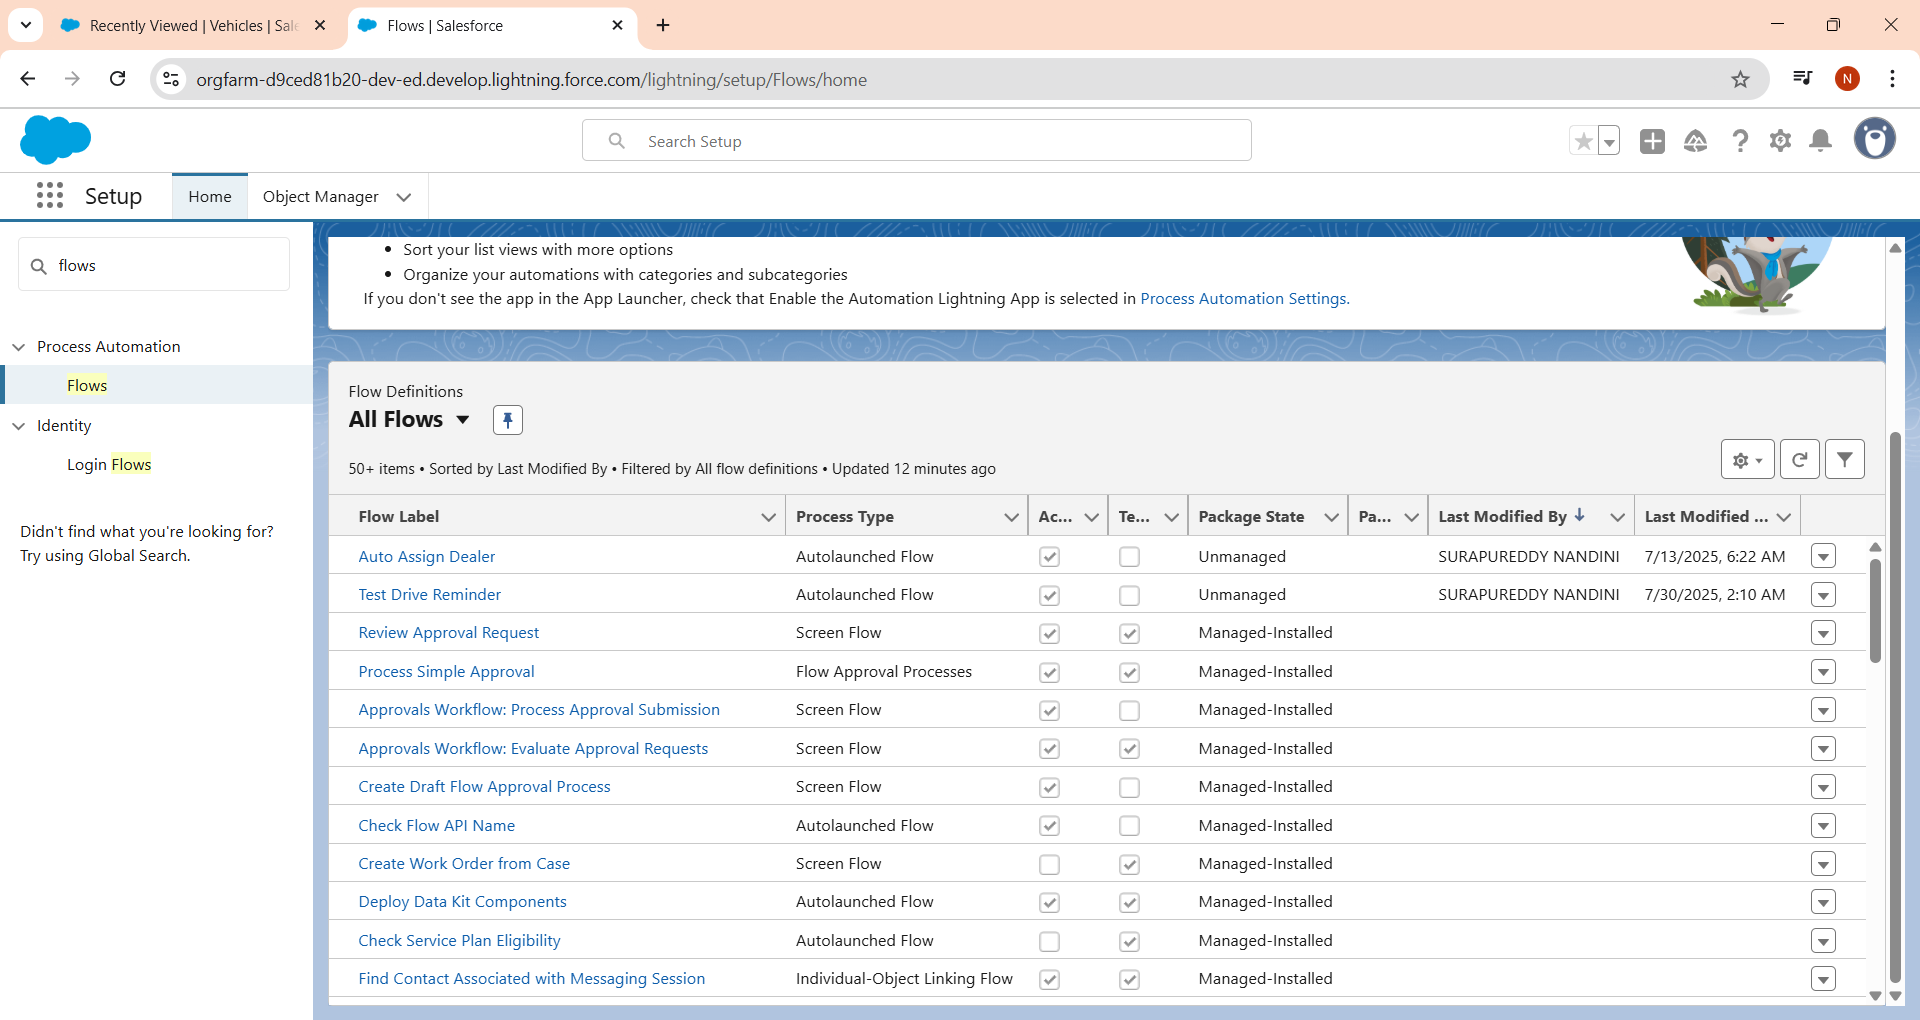 Recently Viewed | Vehicles | Sale
Flows | Salesforce
orgfarm-d9ced81b20-dev-ed.develop.lightning.force.com/lightning/setup/Flows/home
N
Search Setup
Setup
Home
Object Manager
flows
Process Automation
Flows
Identity
Login Flows
Didn't find what you're looking for?
Try using Global Search.
Sort your list views with more options
Organize your automations with categories and subcategories
If you don't see the app in the App Launcher, check that Enable the Automation Lightning App is selected in Process Automation Settings.
Flow Definitions
All Flows
50+ items • Sorted by Last Modified By • Filtered by All flow definitions • Updated 12 minutes ago
Flow Label Process Type Ac... Te... Package State Pa... Last Modified By Last Modified ...
Auto Assign Dealer Autolaunched Flow Unmanaged SURAPUREDDY NANDINI 7/13/2025, 6:22 AM
Test Drive Reminder Autolaunched Flow Unmanaged SURAPUREDDY NANDINI 7/30/2025, 2:10 AM
Review Approval Request Screen Flow Managed-Installed
Process Simple Approval Flow Approval Processes Managed-Installed
Approvals Workflow: Process Approval Submission Screen Flow Managed-Installed
Approvals Workflow: Evaluate Approval Requests Screen Flow Managed-Installed
Create Draft Flow Approval Process Screen Flow Managed-Installed
Check Flow API Name Autolaunched Flow Managed-Installed
Create Work Order from Case Screen Flow Managed-Installed
Deploy Data Kit Components Autolaunched Flow Managed-Installed
Check Service Plan Eligibility Autolaunched Flow Managed-Installed
Find Contact Associated with Messaging Session Individual-Object Linking Flow Managed-Installed